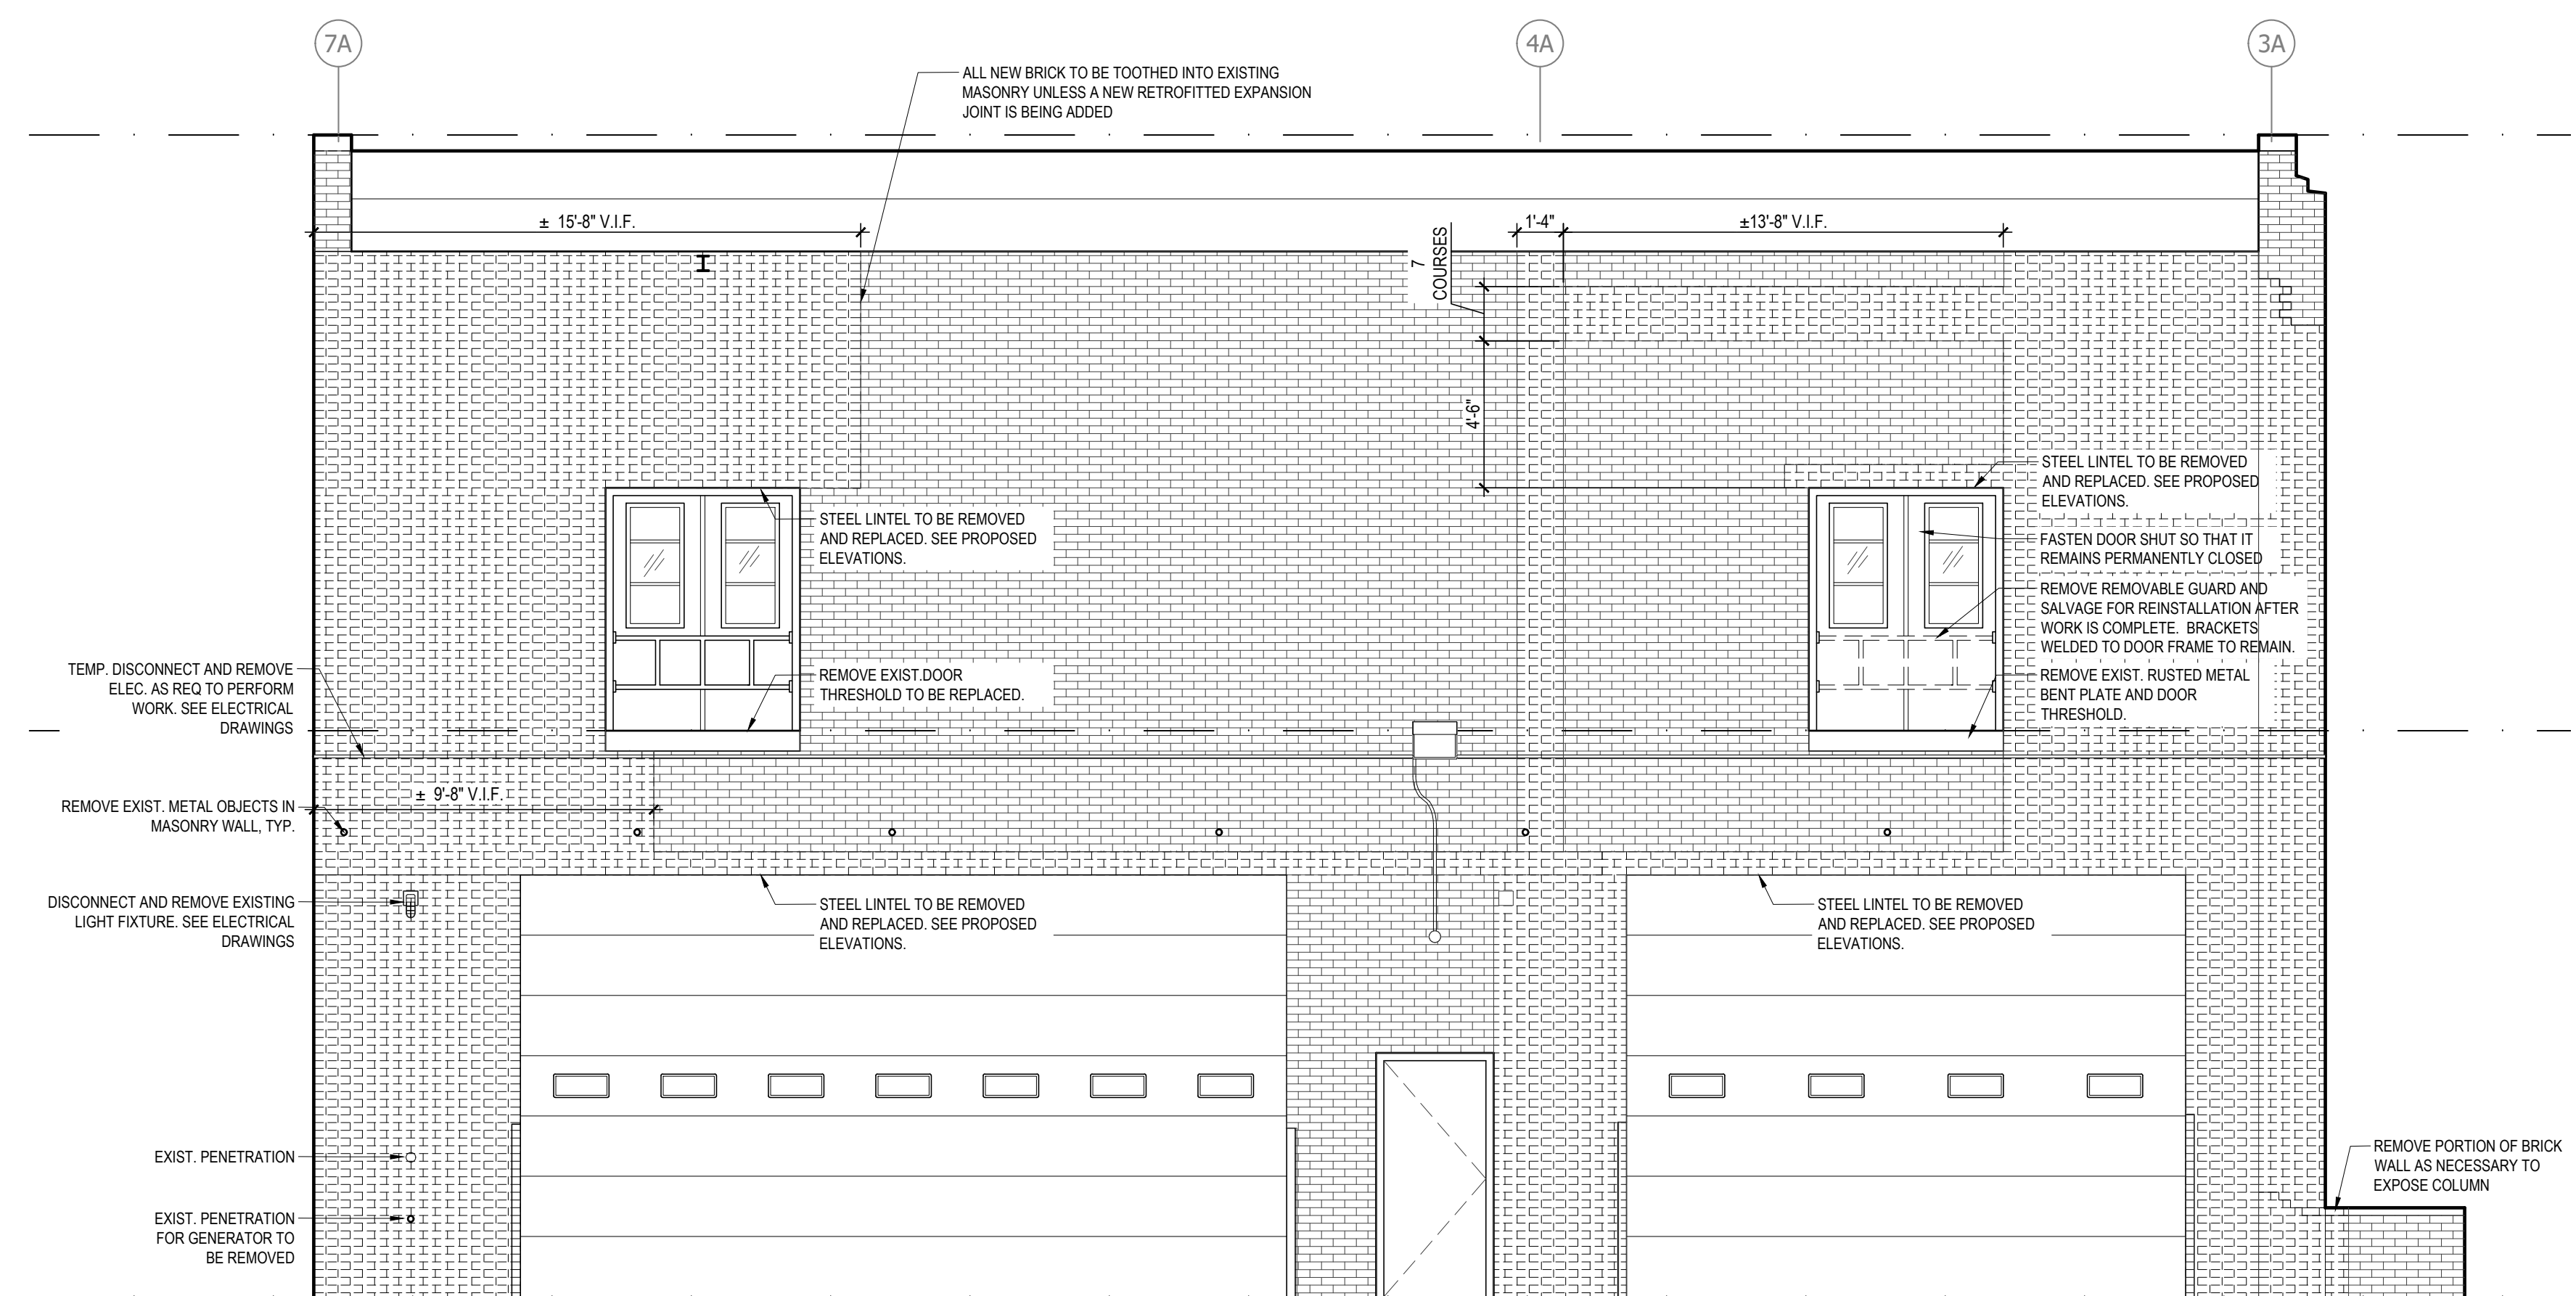 7A
4A
3A
ALL NEW BRICK TO BE TOOTHED INTO EXISTING
MASONRY UNLESS A NEW RETROFITTED EXPANSION
JOINT IS BEING ADDED
± 15'-8" V.I.F.
7
COURSES
1'-4"
±13'-8" V.I.F.
4'-6"
STEEL LINTEL TO BE REMOVED
AND REPLACED. SEE PROPOSED
ELEVATIONS.
STEEL LINTEL TO BE REMOVED
AND REPLACED. SEE PROPOSED
ELEVATIONS.
FASTEN DOOR SHUT SO THAT IT
REMAINS PERMANENTLY CLOSED
REMOVE REMOVABLE GUARD AND
SALVAGE FOR REINSTALLATION AFTER
WORK IS COMPLETE. BRACKETS
WELDED TO DOOR FRAME TO REMAIN.
REMOVE EXIST. RUSTED METAL
BENT PLATE AND DOOR
THRESHOLD.
REMOVE EXIST.DOOR
THRESHOLD TO BE REPLACED.
TEMP. DISCONNECT AND REMOVE
ELEC. AS REQ TO PERFORM
WORK. SEE ELECTRICAL
DRAWINGS
± 9'-8" V.I.F.
REMOVE EXIST. METAL OBJECTS IN
MASONRY WALL, TYP.
DISCONNECT AND REMOVE EXISTING
LIGHT FIXTURE. SEE ELECTRICAL
DRAWINGS
STEEL LINTEL TO BE REMOVED
AND REPLACED. SEE PROPOSED
ELEVATIONS.
STEEL LINTEL TO BE REMOVED
AND REPLACED. SEE PROPOSED
ELEVATIONS.
EXIST. PENETRATION
EXIST. PENETRATION
FOR GENERATOR TO
BE REMOVED
REMOVE PORTION OF BRICK
WALL AS NECESSARY TO
EXPOSE COLUMN